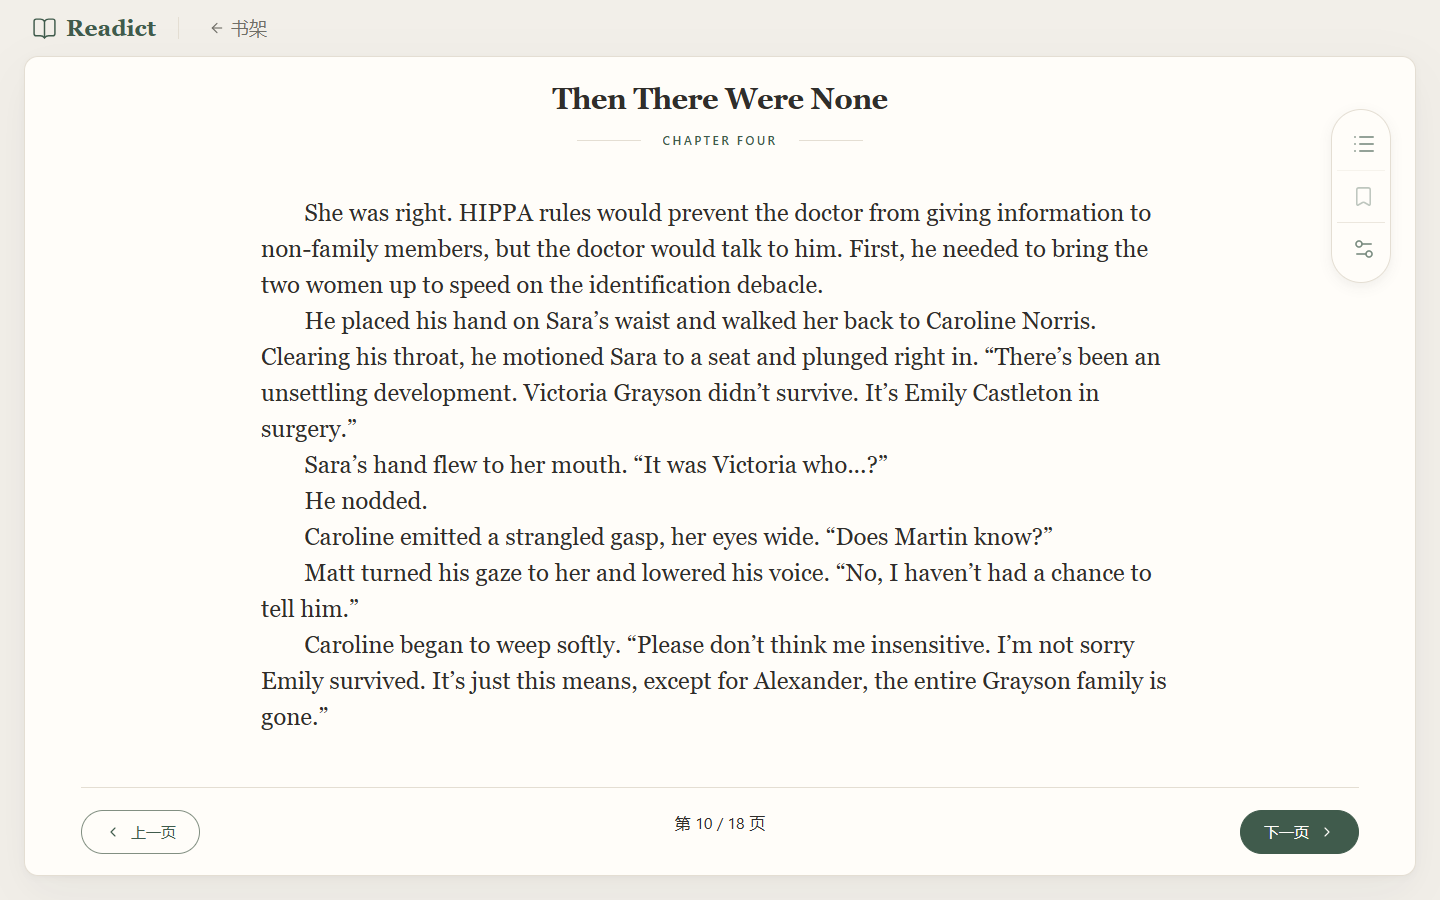 Readict
← 书架
Then There Were None
CHAPTER FOUR
She was right. HIPPA rules would prevent the doctor from giving information to
non-family members, but the doctor would talk to him. First, he needed to bring the
two women up to speed on the identification debacle.
He placed his hand on Sara’s waist and walked her back to Caroline Norris.
Clearing his throat, he motioned Sara to a seat and plunged right in. “There’s been an
unsettling development. Victoria Grayson didn’t survive. It’s Emily Castleton in
surgery.”
Sara’s hand flew to her mouth. “It was Victoria who...?”
He nodded.
Caroline emitted a strangled gasp, her eyes wide. “Does Martin know?”
Matt turned his gaze to her and lowered his voice. “No, I haven’t had a chance to
tell him.”
Caroline began to weep softly. “Please don’t think me insensitive. I’m not sorry
Emily survived. It’s just this means, except for Alexander, the entire Grayson family is
gone.”
上一页
第 10 / 18 页
下一页